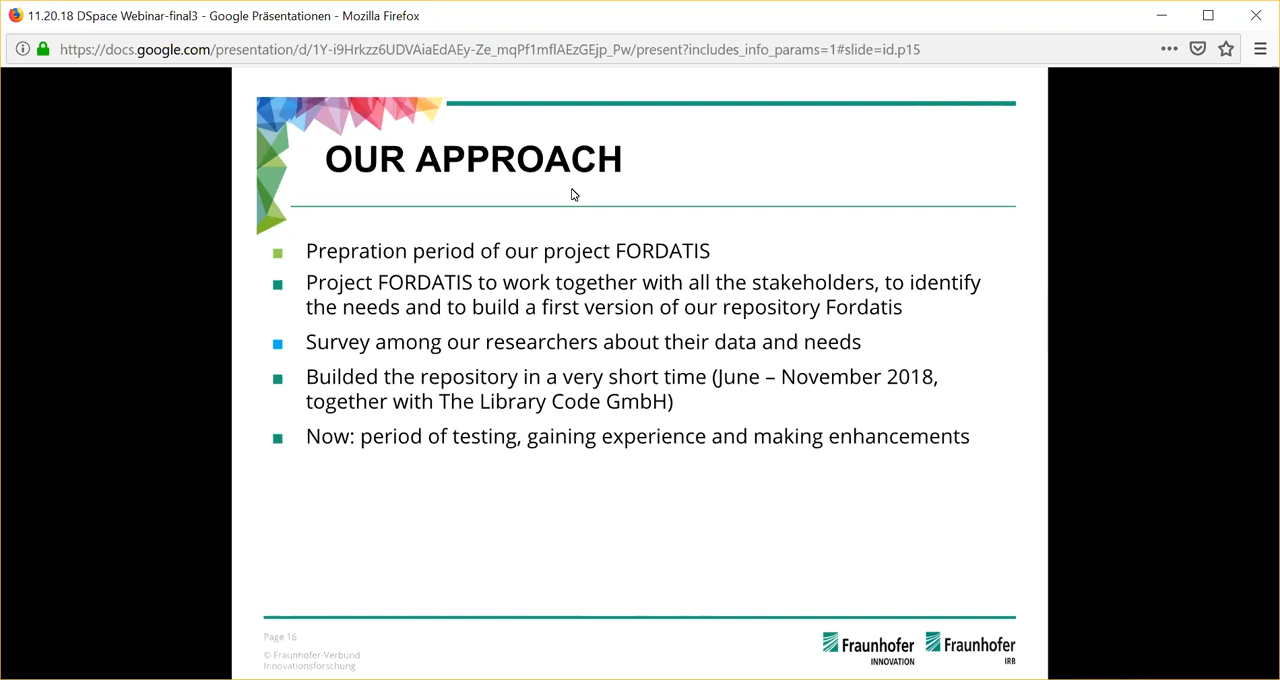 11.20.18 DSpace Webinar-final3 - Google Präsentationen - Mozilla Firefox
https://docs.google.com/presentation/d/1Y-i9Hrkzz6UDVAiaEdAEy-Ze_mqPf1mflAEzGEjp_Pw/present?includes_info_params=1#slide=id.p15
OUR APPROACH
Prepration period of our project FORDATIS
Project FORDATIS to work together with all the stakeholders, to identify
the needs and to build a first version of our repository Fordatis
Survey among our researchers about their data and needs
Builded the repository in a very short time (June – November 2018,
together with The Library Code GmbH)
Now: period of testing, gaining experience and making enhancements
Page 16
© Fraunhofer-Verbund
Innovationsforschung
Fraunhofer
INNOVATION
Fraunhofer
IRB